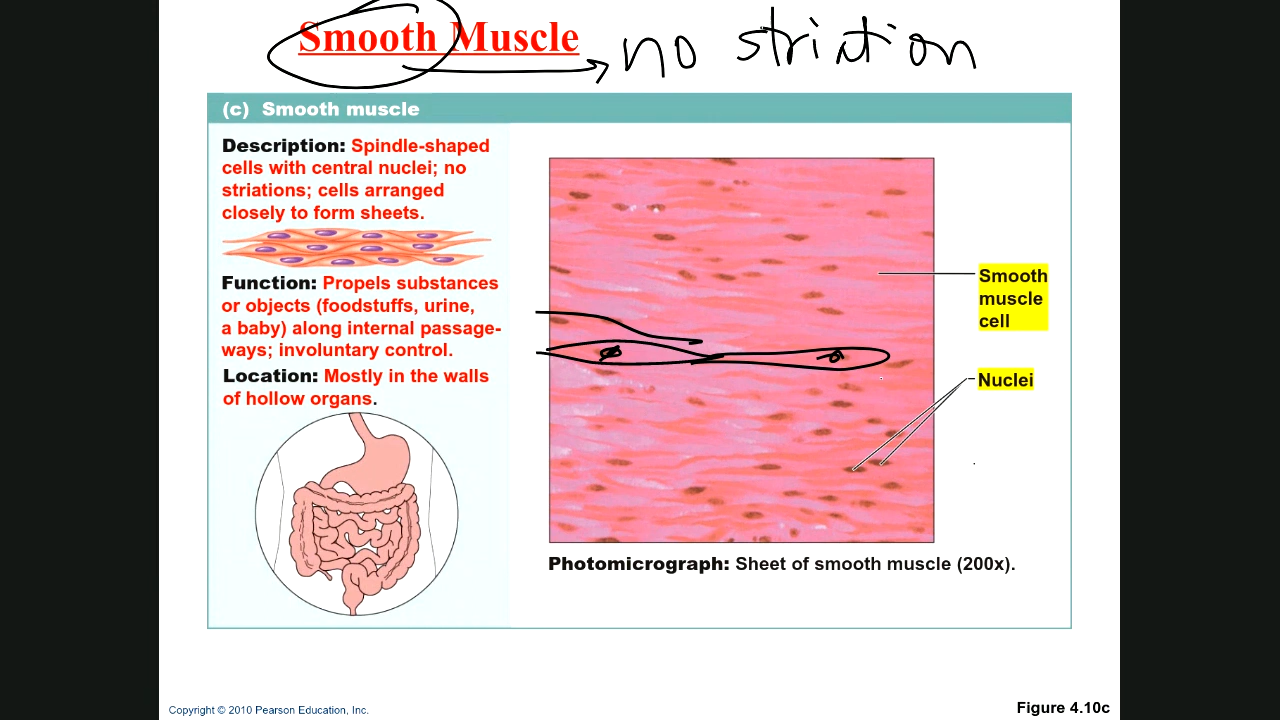 Smooth Muscle → no striation
(c) Smooth muscle
Description: Spindle-shaped
cells with central nuclei; no
striations; cells arranged
closely to form sheets.
Function: Propels substances
or objects (foodstuffs, urine,
a baby) along internal passage-
ways; involuntary control.
Location: Mostly in the walls
of hollow organs.
Smooth
muscle
cell
Nuclei
Photomicrograph: Sheet of smooth muscle (200x).
Copyright © 2010 Pearson Education, Inc.
Figure 4.10c